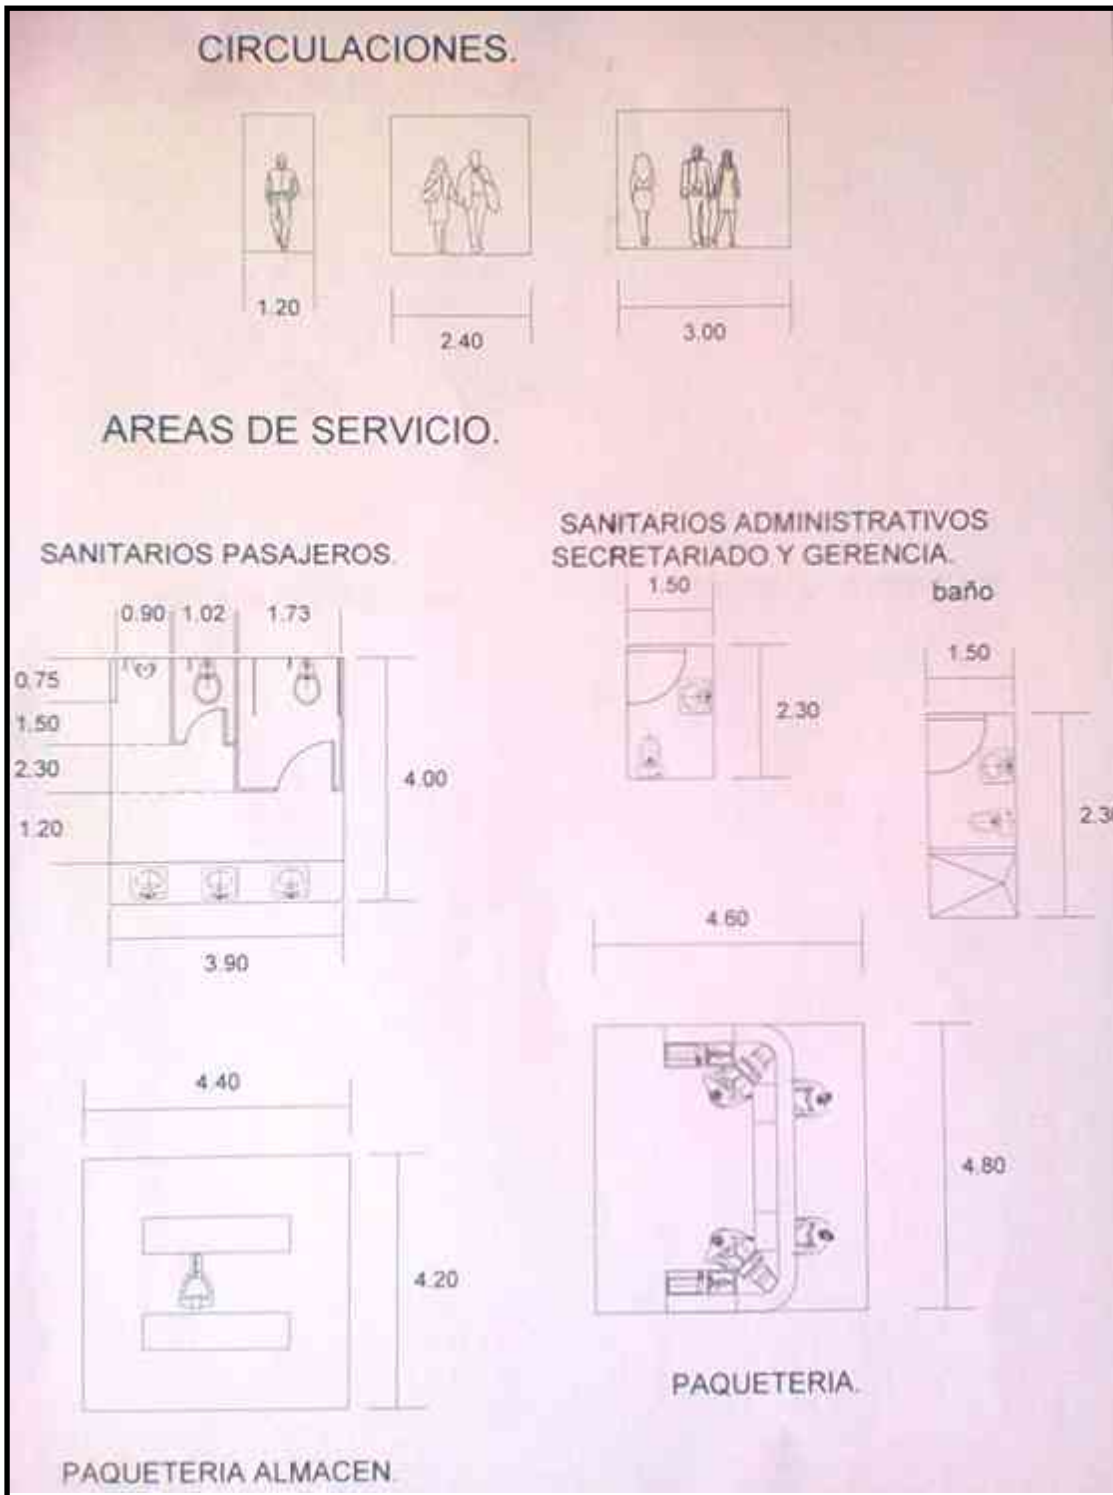 CIRCULACIONES.
1.20
2.40
3.00
AREAS DE SERVICIO.
SANITARIOS PASAJEROS.
0.90 1.02 1.73
0.75
1.50
2.30
1.20
4.00
3.90
SANITARIOS ADMINISTRATIVOS
SECRETARIADO Y GERENCIA.
1.50
2.30
baño
1.50
2.30
4.40
4.20
PAQUETERIA ALMACEN.
4.60
4.80
PAQUETERIA.